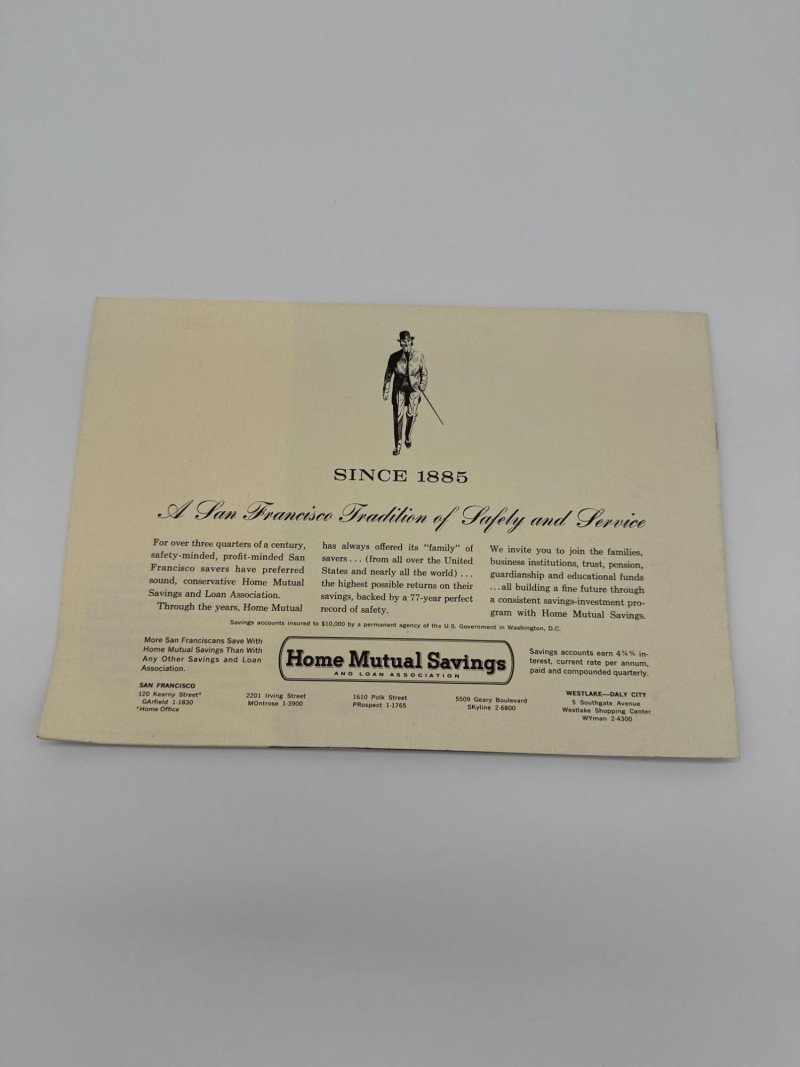 SINCE 1885
A San Francisco Tradition of Safety and Service
For over three quarters of a century,
safety-minded, profit-minded San
Francisco savers have preferred
sound, conservative Home Mutual
Savings and Loan Association.
Through the years, Home Mutual
has always offered its "family" of
savers . . . (from all over the United
States and nearly all the world) . . .
the highest possible returns on their
savings, backed by a 77-year perfect
record of safety.
We invite you to join the families,
business institutions, trust, pension,
guardianship and educational funds
. . . all building a fine future through
a consistent savings-investment pro-
gram with Home Mutual Savings.
Savings accounts insured to $10,000 by a permanent agency of the U.S. Government in Washington, D.C.
More San Franciscans Save With
Home Mutual Savings Than With
Any Other Savings and Loan
Association.
Home Mutual Savings
AND LOAN ASSOCIATION
Savings accounts earn 4¾% in-
terest, current rate per annum,
paid and compounded quarterly.
SAN FRANCISCO
120 Kearny Street*
GArfield 1-1830
*Home Office
2201 Irving Street
MOntrose 1-3900
1610 Polk Street
PRospect 1-1765
5509 Geary Boulevard
SKyline 2-6800
WESTLAKE—DALY CITY
5 Southgate Avenue
Westlake Shopping Center
WYman 2-4300